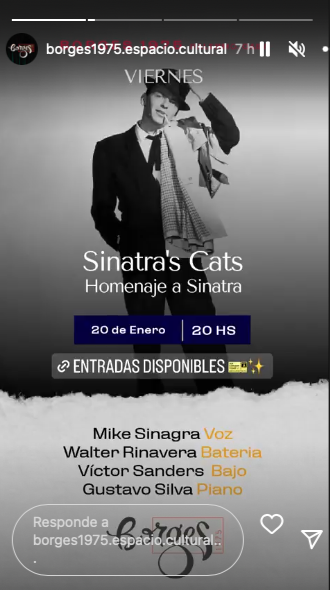 borges1975.espacio.cultural 7 h
VIERNES
Sinatra's Cats
Homenaje a Sinatra
20 de Enero | 20 HS
ENTRADAS DISPONIBLES
Mike Sinagra Voz
Walter Rinavera Bateria
Víctor Sanders Bajo
Gustavo Silva Piano
Responde a
borges1975.espacio.cultural..
.
Borges